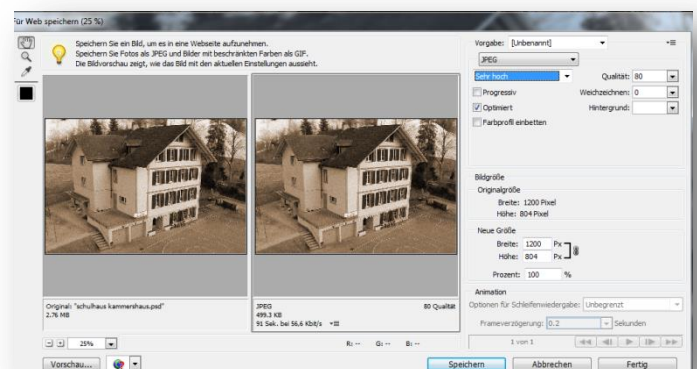 Für Web speichern (25 %)
Speichern Sie ein Bild, um es in eine Webseite aufzunehmen.
Speichern Sie Fotos als JPEG und Bilder mit beschränkten Farben als GIF.
Die Bildvorschau zeigt, wie das Bild mit den aktuellen Einstellungen aussieht.
Original: "schulhaus kammershaus.psd"
2.76 MB
JPEG 80 Qualität
499.3 KB
91 Sek. bei 56,6 Kbit/s
25%
R: -- G: -- B: --
Vorschau...
Vorgabe: [Unbenannt]
JPEG
Sehr hoch Qualität: 80
Progressiv Weichzeichnen: 0
Optimiert Hintergrund:
Farbprofil einbetten
Bildgröße
Originalgröße
Breite: 1200 Pixel
Höhe: 804 Pixel
Neue Größe
Breite: 1200 Px
Höhe: 804 Px
Prozent: 100 %
Animation
Optionen für Schleifenwiedergabe: Unbegrenzt
Frameverzögerung: 0.2 Sekunden
1 von 1
Speichern Abbrechen Fertig